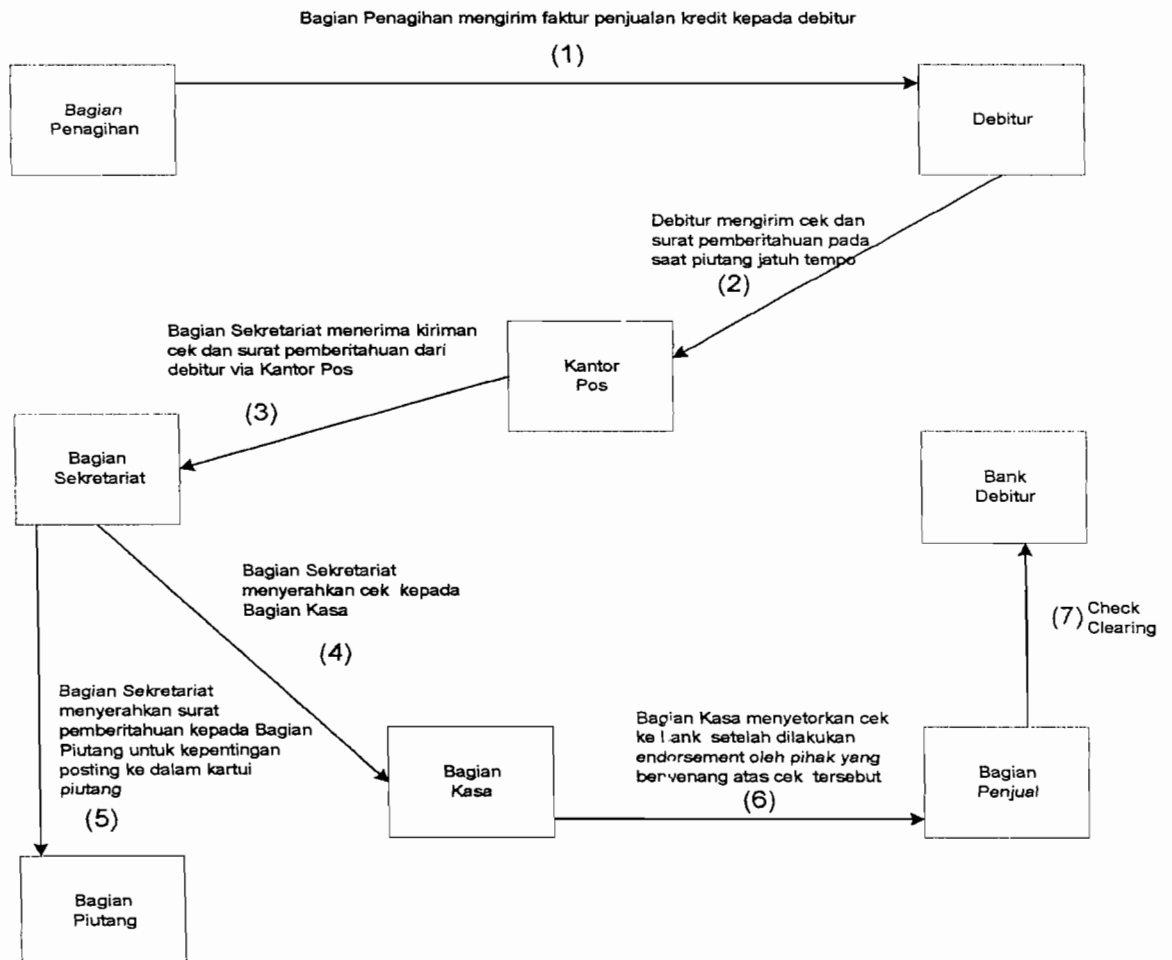 Bagian Penagihan mengirim faktur penjualan kredit kepada debitur
(1)
Bagian
Penagihan
Debitur
Debitur mengirim cek dan
surat pemberitahuan pada
saat piutang jatuh tempo
(2)
Bagian Sekretariat menerima kiriman
cek dan surat pemberitahuan dari
debitur via Kantor Pos
(3)
Kantor
Pos
Bagian
Sekretariat
Bank
Debitur
Bagian Sekretariat
menyerahkan cek kepada
Bagian Kasa
(4)
(7) Check
Clearing
Bagian Sekretariat
menyerahkan surat
pemberitahuan kepada Bagian
Piutang untuk kepentingan
posting ke dalam kartui
piutang
(5)
Bagian
Kasa
Bagian Kasa menyetorkan cek
ke setelah dilakukan
endorsement oleh pihak yang
atas cek tersebut
(6)
Bagian
Penjual
Bagian
Piutang